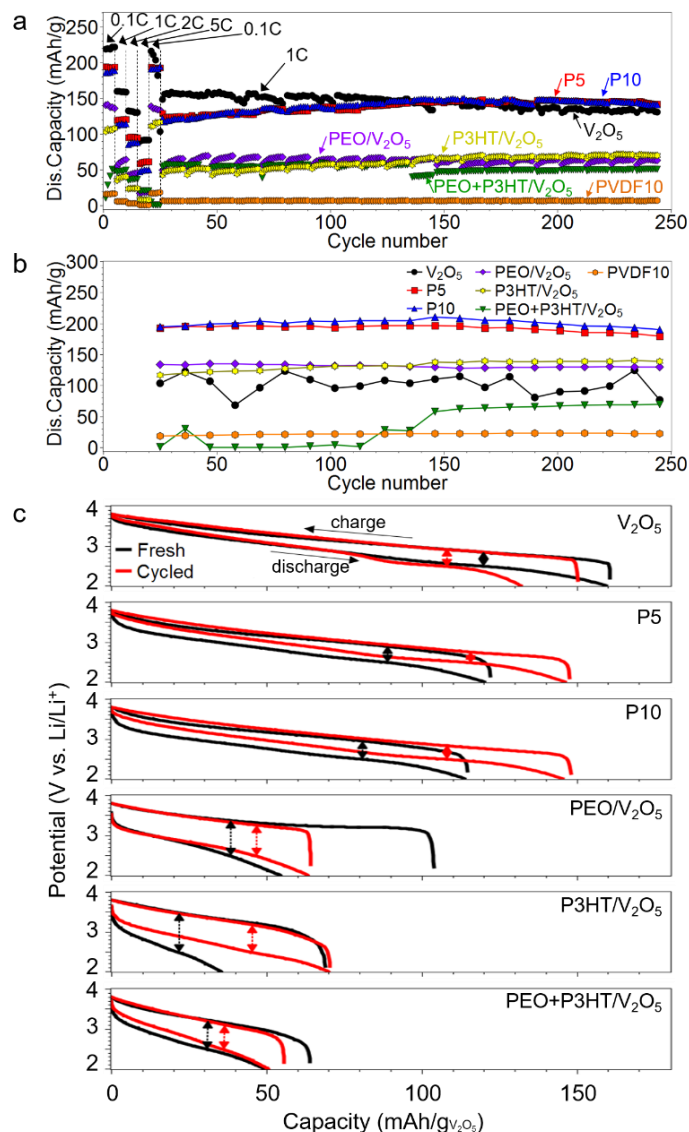 a
Dis.Capacity (mAh/g)
250
200
150
100
50
0
0.1C
1C
2C
5C
0.1C
1C
P5
P10
V₂O₅
PEO/V₂O₅
P3HT/V₂O₅
PEO+P3HT/V₂O₅
PVDF10
0 50 100 150 200 250
Cycle number
b
Dis.Capacity (mAh/g)
300
250
200
150
100
50
0
V₂O₅ PEO/V₂O₅ PVDF10
P5 P3HT/V₂O₅
P10 PEO+P3HT/V₂O₅
0 50 100 150 200 250
Cycle number
c
Potential (V vs. Li/Li⁺)
4
3
2
V₂O₅
charge
discharge
Fresh
Cycled
4
3
2
P5
4
3
2
P10
4
3
2
PEO/V₂O₅
4
3
2
P3HT/V₂O₅
4
3
2
PEO+P3HT/V₂O₅
0 50 100 150
Capacity (mAh/gV₂O₅)